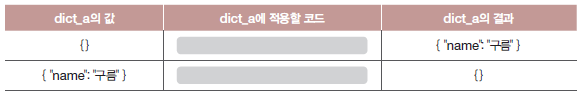 dict_a의 값 dict_a에 적용할 코드 dict_a의 결과
{} { "name": "구름" }
{ "name": "구름" } {}